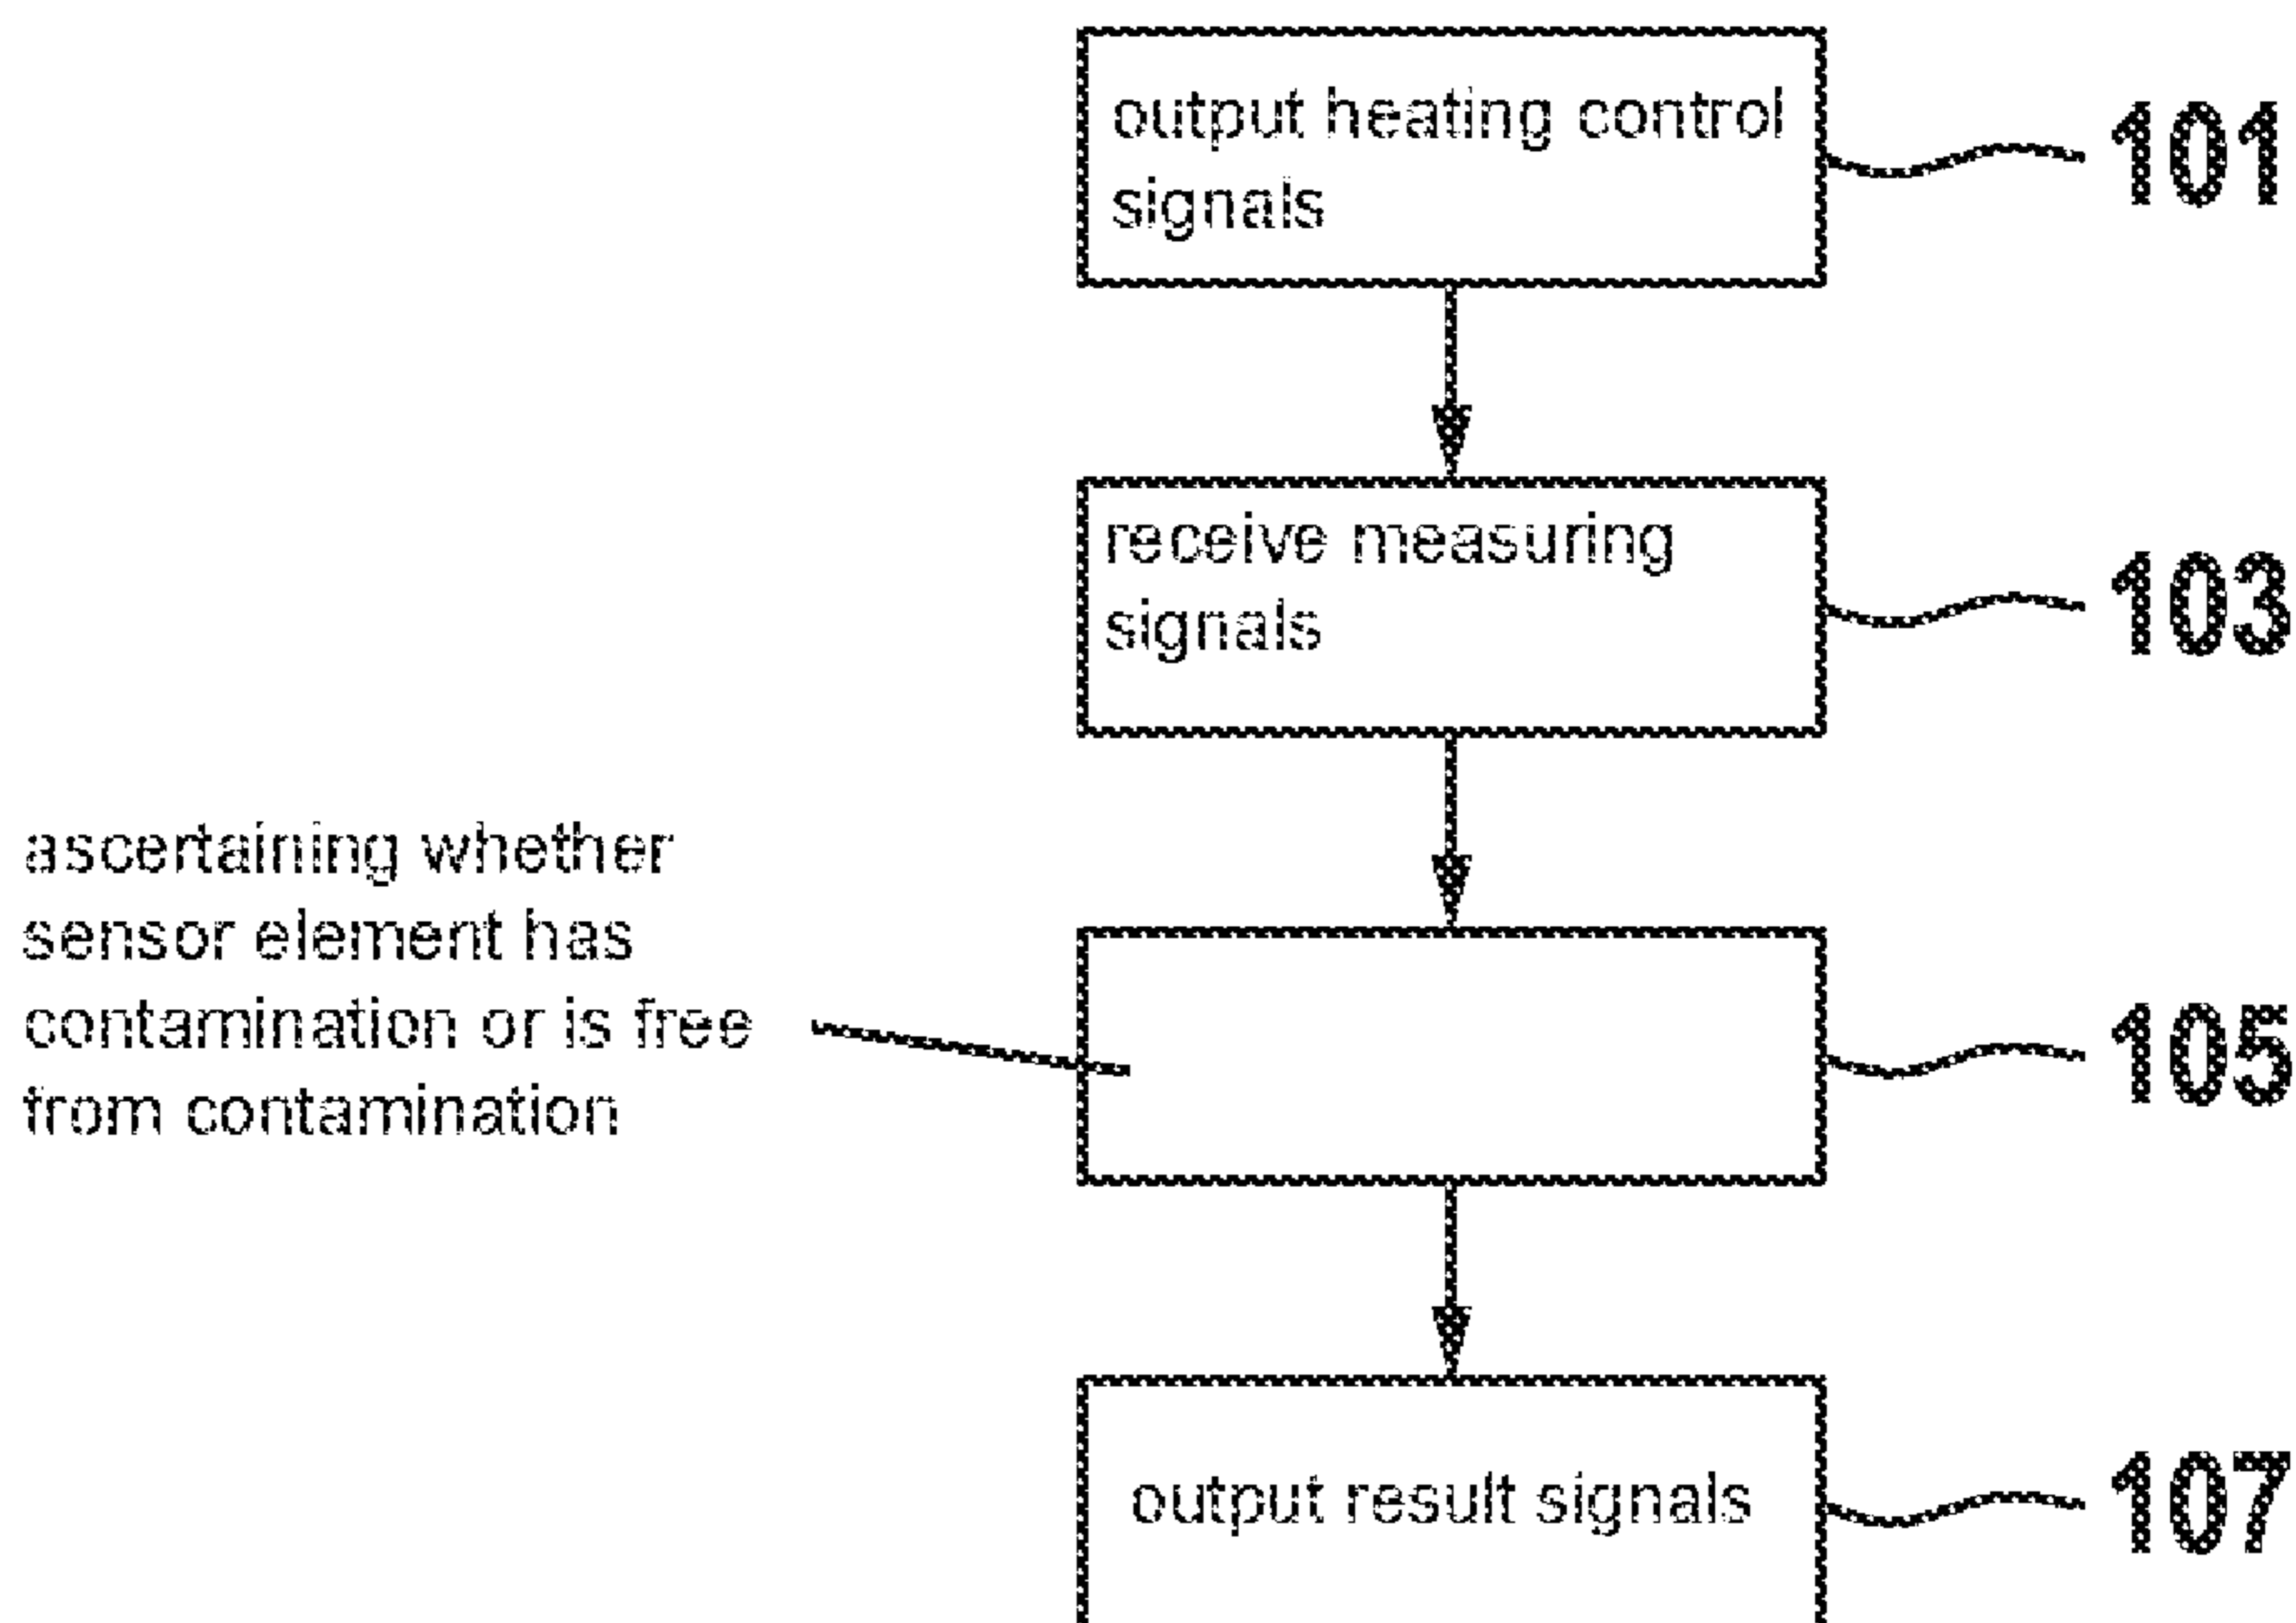 output heating control
signals
101
receive measuring
signals
103
ascertaining whether
sensor element has
contamination or is free
from contamination
105
output result signals
107